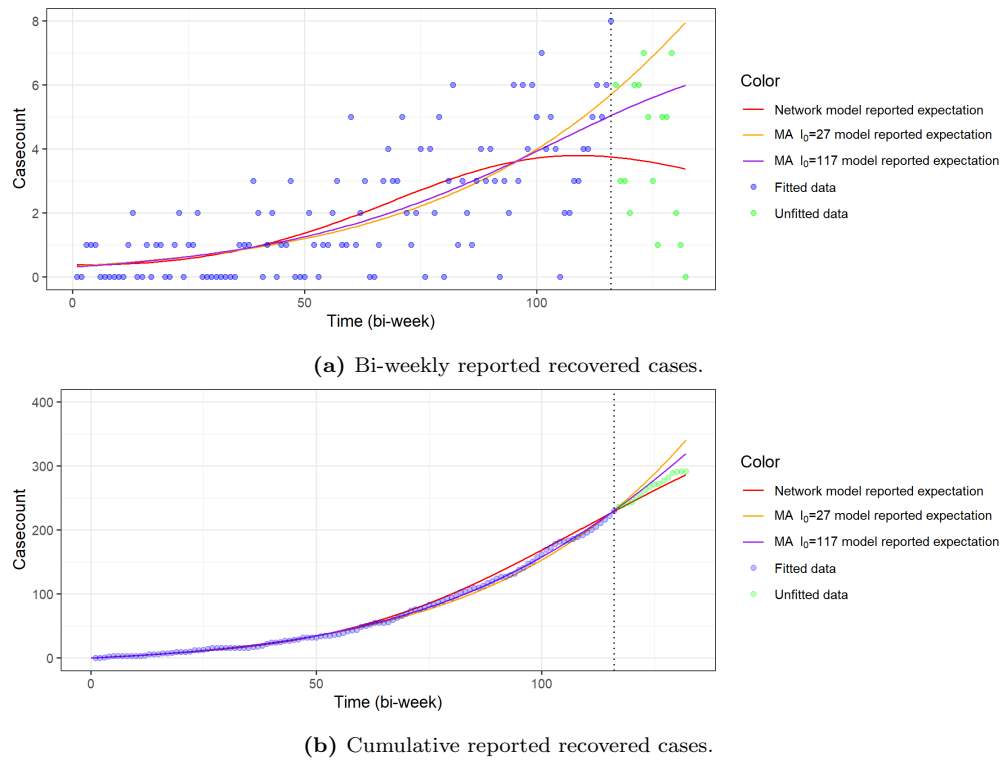 8
6
4
2
0
Casecount
0
50
100
Time (bi-week)
Color
Network model reported expectation
MA I₀=27 model reported expectation
MA I₀=117 model reported expectation
Fitted data
Unfitted data
(a) Bi-weekly reported recovered cases.
400
300
200
100
0
Casecount
0
50
100
Time (bi-week)
Color
Network model reported expectation
MA I₀=27 model reported expectation
MA I₀=117 model reported expectation
Fitted data
Unfitted data
(b) Cumulative reported recovered cases.